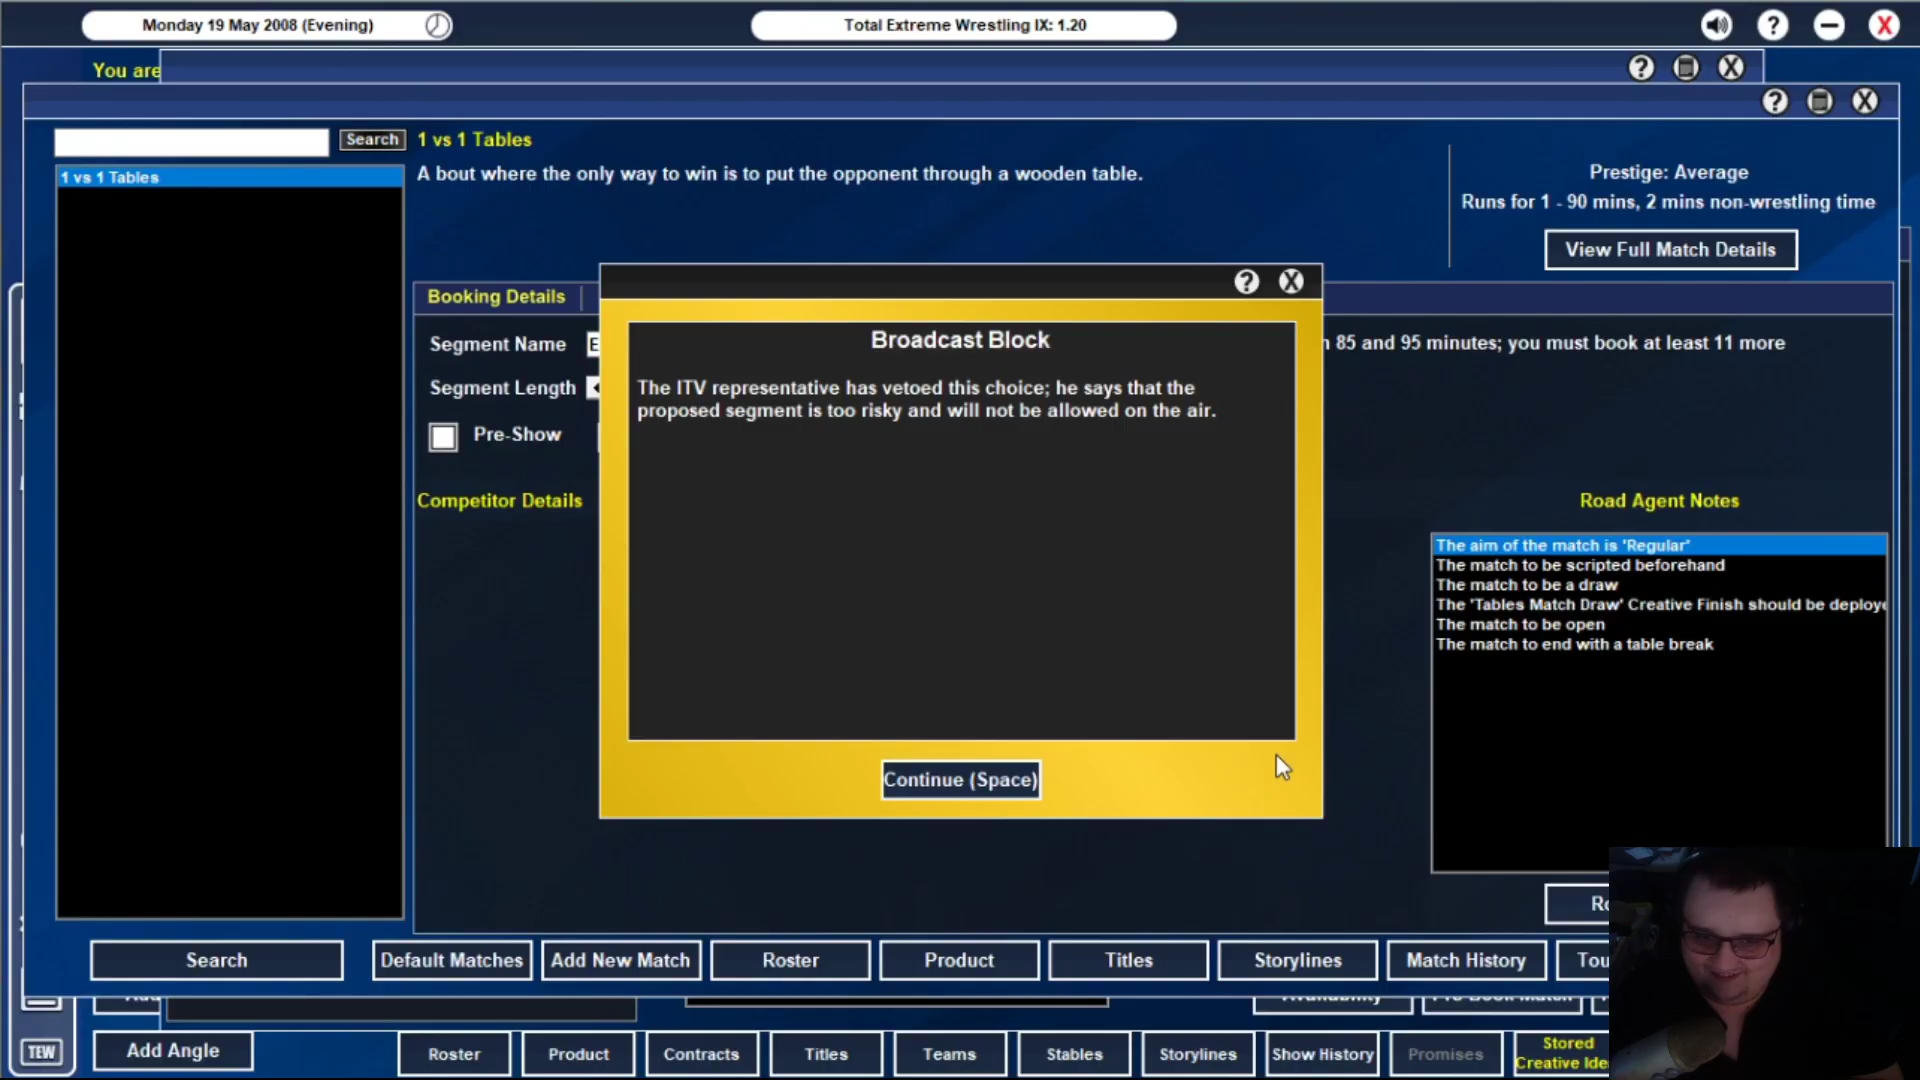 Monday 19 May 2008 (Evening)
Total Extreme Wrestling IX: 1.20
You are
Search
1 vs 1 Tables
1 vs 1 Tables
A bout where the only way to win is to put the opponent through a wooden table.
Prestige: Average
Runs for 1 - 90 mins, 2 mins non-wrestling time
View Full Match Details
Booking Details
Segment Name E
85 and 95 minutes; you must book at least 11 more
Segment Length
Pre-Show
Broadcast Block
The ITV representative has vetoed this choice; he says that the
proposed segment is too risky and will not be allowed on the air.
Continue (Space)
Competitor Details
Road Agent Notes
The aim of the match is 'Regular'
The match to be scripted beforehand
The match to be a draw
The 'Tables Match Draw' Creative Finish should be deploye
The match to be open
The match to end with a table break
Search
Default Matches
Add New Match
Roster
Product
Titles
Storylines
Match History
Tou
TEW
Add Angle
Roster
Product
Contracts
Titles
Teams
Stables
Storylines
Show History
Promises
Stored
Creative Ide